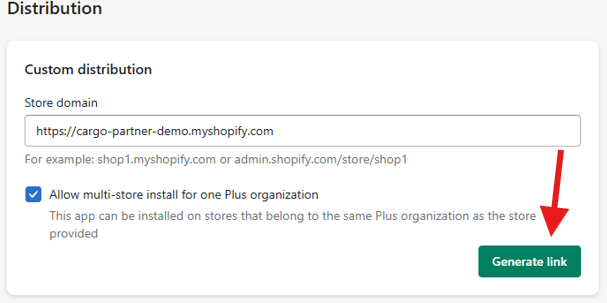 Distribution
Custom distribution
Store domain
https://cargo-partner-demo.myshopify.com
For example: shop1.myshopify.com or admin.shopify.com/store/shop1
Allow multi-store install for one Plus organization
This app can be installed on stores that belong to the same Plus organization as the store
provided
Generate link